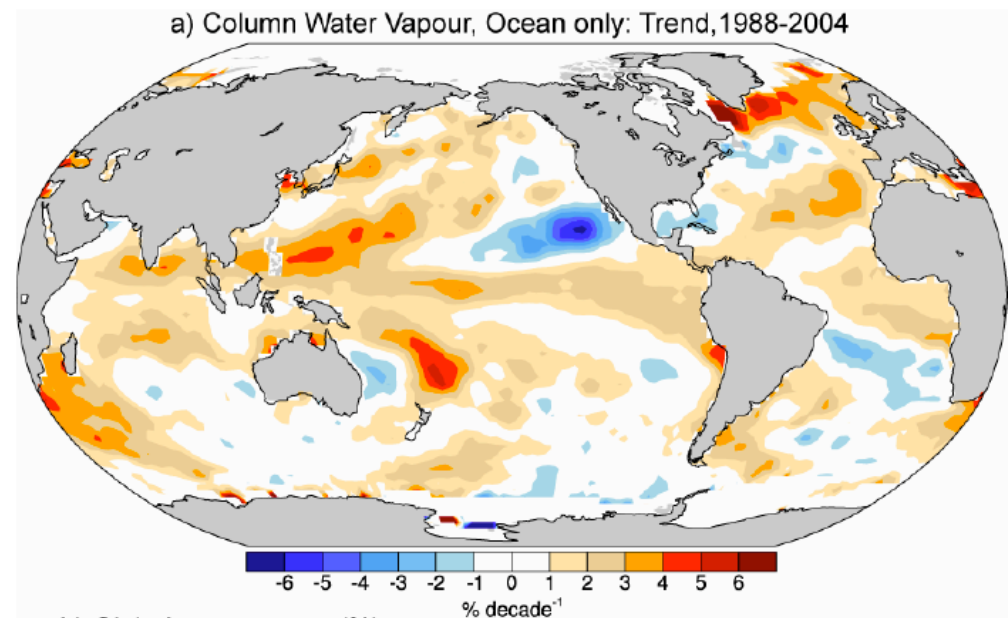 a) Column Water Vapour, Ocean only: Trend, 1988-2004
-6 -5 -4 -3 -2 -1 0 1 2 3 4 5 6
% decade⁻¹